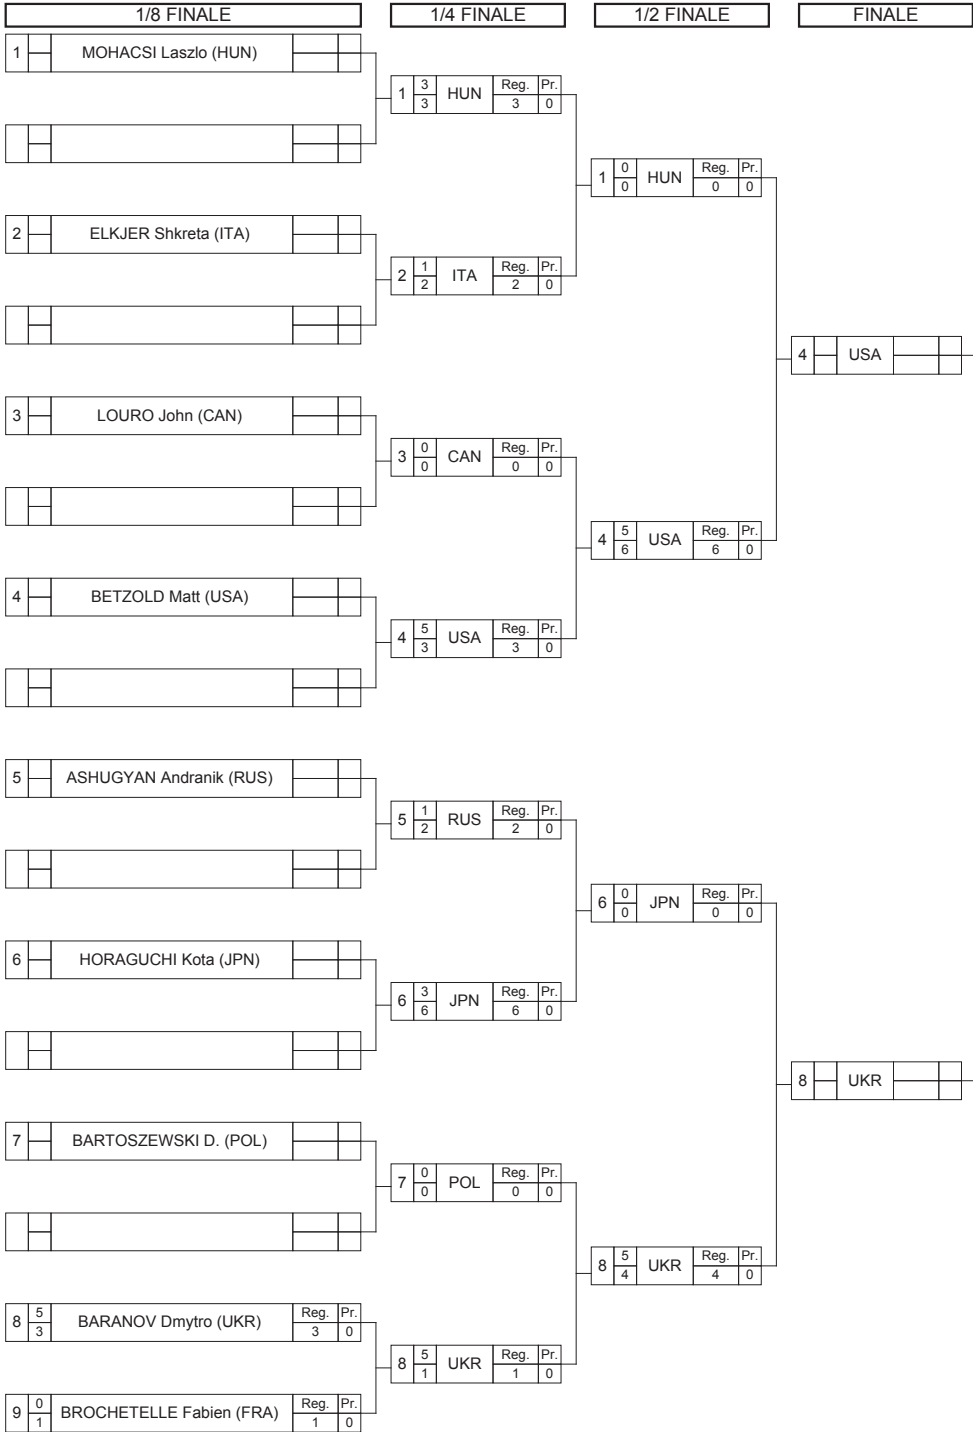 1/8 FINALE 1/4 FINALE 1/2 FINALE FINALE
1 MOHACSI Laszlo (HUN)
1 3 HUN Reg. Pr.
3 3 0
1 0 HUN Reg. Pr.
0 0 0
2 ELKJER Shkreta (ITA)
2 1 ITA Reg. Pr.
2 2 0
4 USA
3 LOURO John (CAN)
3 0 CAN Reg. Pr.
0 0 0
4 5 USA Reg. Pr.
6 6 0
4 BETZOLD Matt (USA)
4 5 USA Reg. Pr.
3 3 0
5 ASHUGYAN Andranik (RUS)
5 1 RUS Reg. Pr.
2 2 0
6 0 JPN Reg. Pr.
0 0 0
6 HORAGUCHI Kota (JPN)
6 3 JPN Reg. Pr.
6 6 0
8 UKR
7 BARTOSZEWSKI D. (POL)
7 0 POL Reg. Pr.
0 0 0
8 5 UKR Reg. Pr.
4 4 0
8 5 BARANOV Dmytro (UKR) Reg. Pr.
3 3 0
8 5 UKR Reg. Pr.
1 1 0
9 0 BROCHETELLE Fabien (FRA) Reg. Pr.
1 1 0